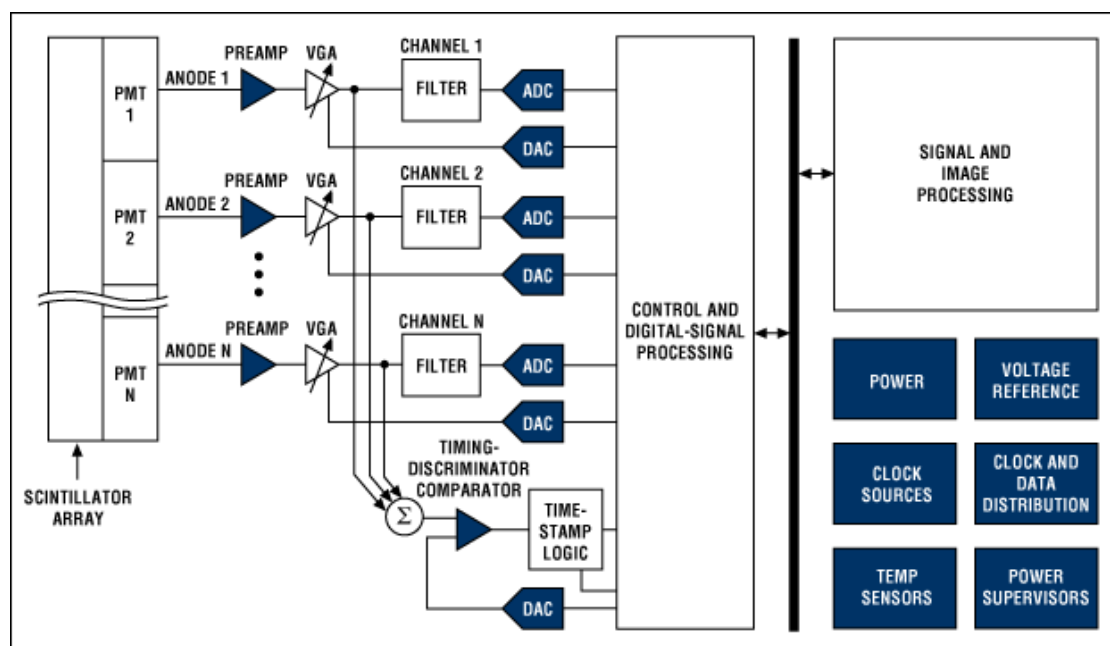 PMT
1
ANODE 1
PREAMP
VGA
CHANNEL 1
FILTER
ADC
DAC
PMT
2
ANODE 2
PREAMP
VGA
CHANNEL 2
FILTER
ADC
DAC
PMT
N
ANODE N
PREAMP
VGA
CHANNEL N
FILTER
ADC
DAC
SCINTILLATOR
ARRAY
TIMING-
DISCRIMINATOR
COMPARATOR
Σ
TIME-
STAMP
LOGIC
DAC
CONTROL AND
DIGITAL-SIGNAL
PROCESSING
SIGNAL AND
IMAGE
PROCESSING
POWER
VOLTAGE
REFERENCE
CLOCK
SOURCES
CLOCK AND
DATA
DISTRIBUTION
TEMP
SENSORS
POWER
SUPERVISORS